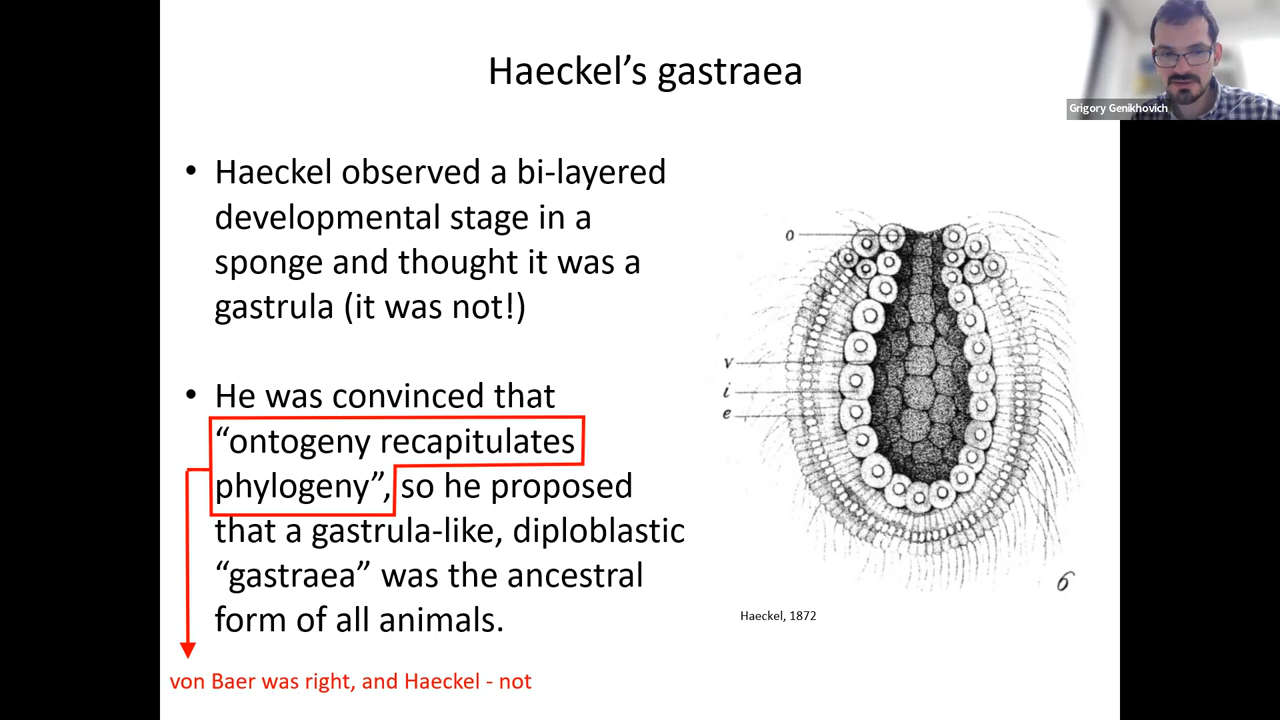 Haeckel’s gastraea
Grigory Genikhovich
• Haeckel observed a bi-layered
developmental stage in a
sponge and thought it was a
gastrula (it was not!)
• He was convinced that
“ontogeny recapitulates
phylogeny”, so he proposed
that a gastrula-like, diploblastic
“gastraea” was the ancestral
form of all animals.
von Baer was right, and Haeckel - not
o
v
i
e
6
Haeckel, 1872